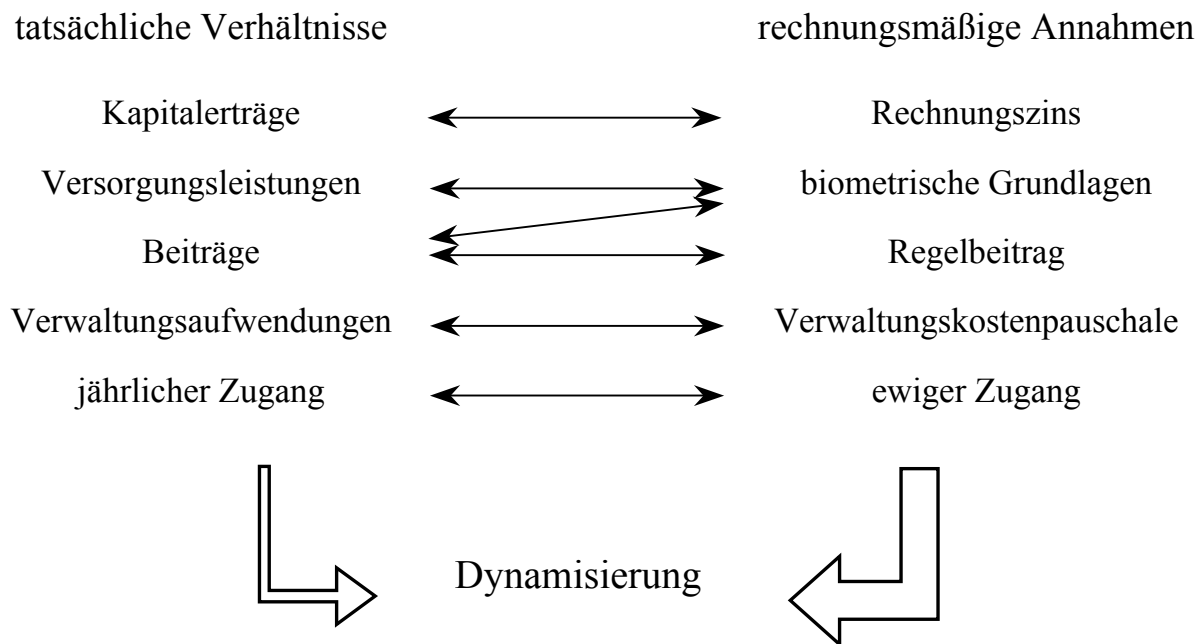 tatsächliche Verhältnisse rechnungsmäßige Annahmen
Kapitalerträge Rechnungszins
Versorgungsleistungen biometrische Grundlagen
Beiträge Regelbeitrag
Verwaltungsaufwendungen Verwaltungskostenpauschale
jährlicher Zugang ewiger Zugang
Dynamisierung